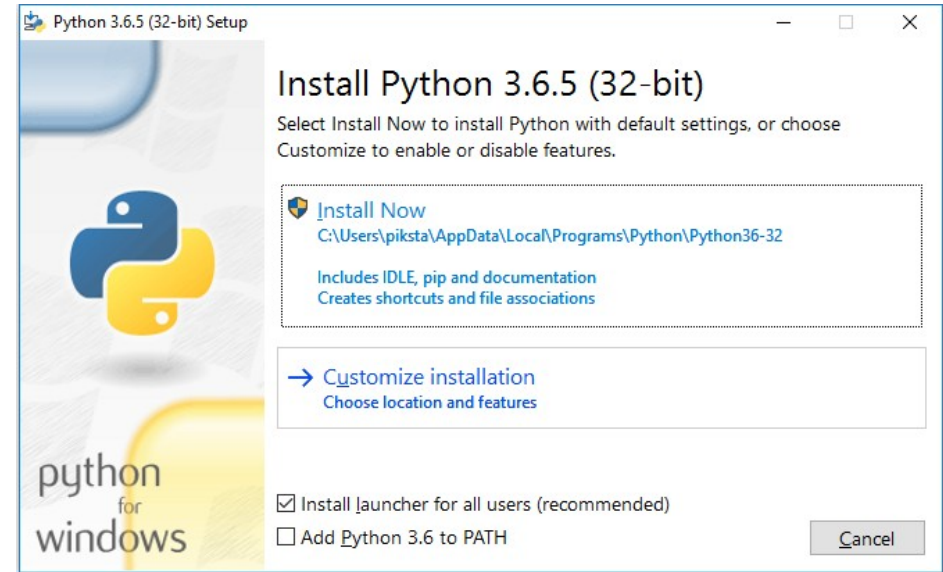 Python 3.6.5 (32-bit) Setup
Install Python 3.6.5 (32-bit)
Select Install Now to install Python with default settings, or choose
Customize to enable or disable features.
Install Now
C:\Users\piksta\AppData\Local\Programs\Python\Python36-32
Includes IDLE, pip and documentation
Creates shortcuts and file associations
Customize installation
Choose location and features
python
for
windows
Install launcher for all users (recommended)
Add Python 3.6 to PATH
Cancel